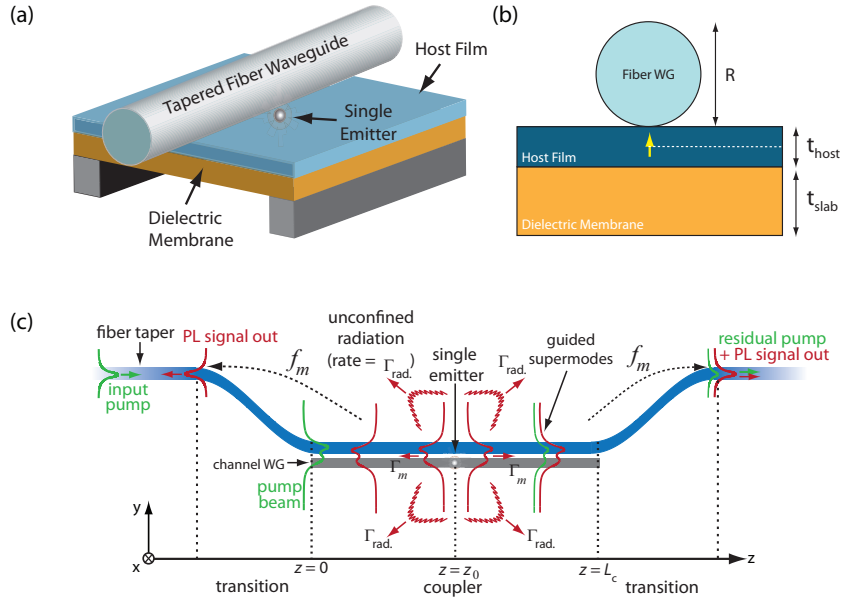 (a)
Tapered Fiber Waveguide
Host Film
Single
Emitter
Dielectric
Membrane
(b)
Fiber WG
R
Host Film
t_host
Dielectric Membrane
t_slab
(c)
fiber taper
PL signal out
input
pump
f_m
unconfined
radiation
(rate = Γ_rad.)
single
emitter
Γ_rad.
guided
supermodes
f_m
residual pump
+ PL signal out
channel WG
pump
beam
Γ_m
Γ_m
Γ_rad.
Γ_rad.
y
x
z
z = 0
z = z_0
z = L_c
transition
coupler
transition